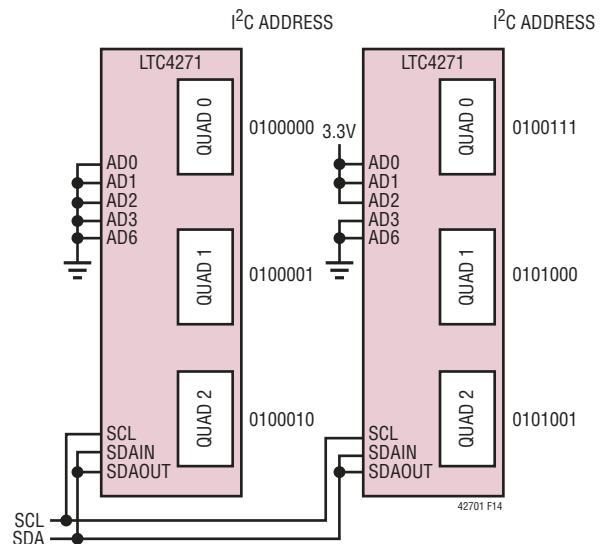 I2C ADDRESS
LTC4271
QUAD 0
0100000
AD0
AD1
AD2
AD3
AD6
QUAD 1
0100001
QUAD 2
0100010
SCL
SDAIN
SDAOUT
I2C ADDRESS
LTC4271
QUAD 0
0100111
3.3V
AD0
AD1
AD2
AD3
AD6
QUAD 1
0101000
QUAD 2
0101001
SCL
SDAIN
SDAOUT
42701 F14
SCL
SDA